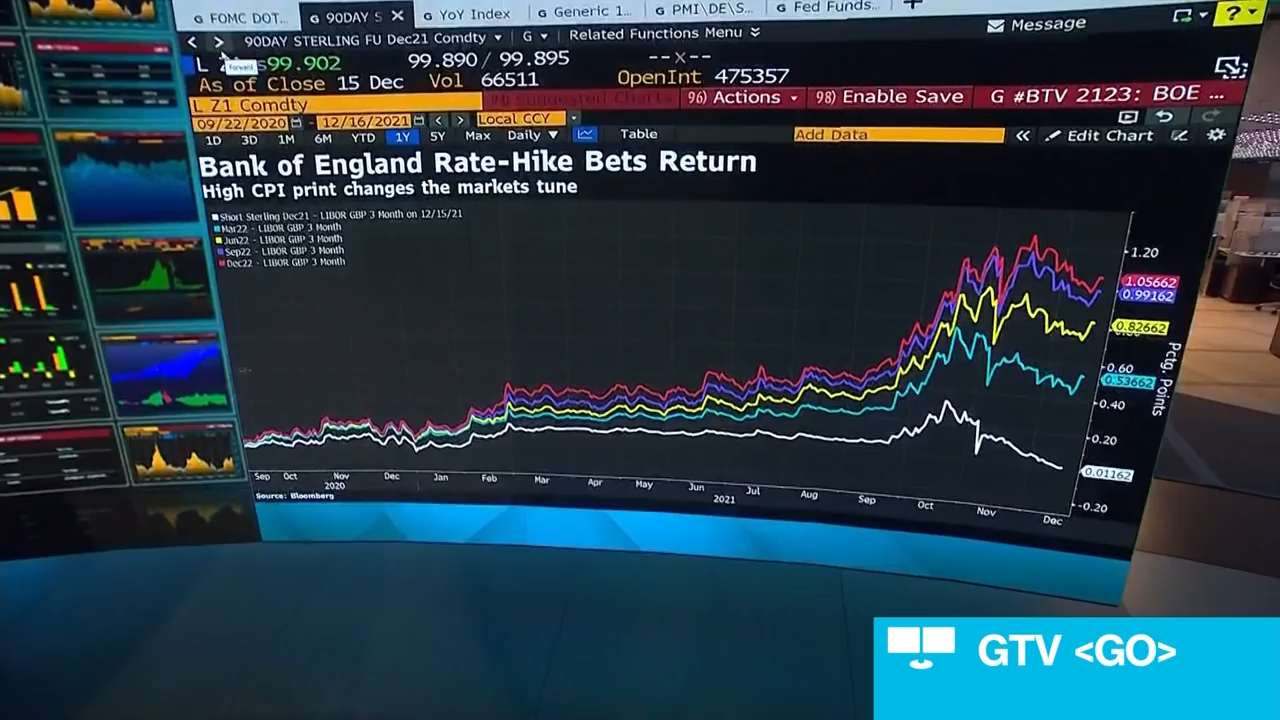 G FOMC DOT... G 90DAY S X G YoY Index G Generic 1... G PMI\DE\S... G Fed Funds... +
< > 90DAY STERLING FU Dec21 Comdty G Related Functions Menu Message ?
L Z1 99.902 99.890 / 99.895 --x--
Forward
As of Close 15 Dec Vol 66511 OpenInt 475357
L Z1 Comdty 96) Actions 98) Enable Save G #BTV 2123: BOE ...
09/22/2020 - 12/16/2021 < > Local CCY
1D 3D 1M 6M YTD 1Y 5Y Max Daily Table Add Data « Edit Chart
Bank of England Rate-Hike Bets Return
High CPI print changes the markets tune
Short Sterling Dec21 - LIBOR GBP 3 Month on 12/15/21
Mar22 - LIBOR GBP 3 Month
Jun22 - LIBOR GBP 3 Month
Sep22 - LIBOR GBP 3 Month
Dec22 - LIBOR GBP 3 Month
1.20
1.05662
0.99162
0.82662
0.60
0.53662
0.40
0.20
0.01162
-0.20
Pctg. Points
Sep Oct Nov Dec Jan Feb Mar Apr May Jun Jul Aug Sep Oct Nov Dec
2020 2021
Source: Bloomberg
GTV <GO>